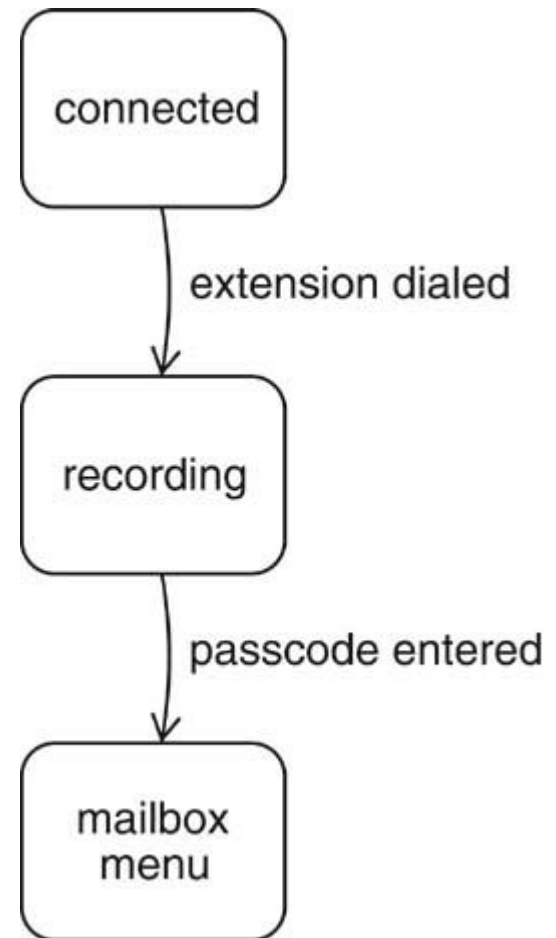 connected
extension dialed
recording
passcode entered
mailbox
menu